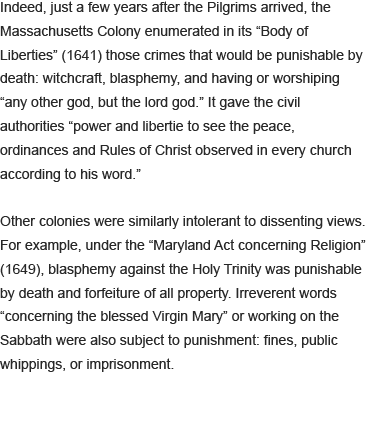 Indeed, just a few years after the Pilgrims arrived, the
Massachusetts Colony enumerated in its “Body of
Liberties” (1641) those crimes that would be punishable by
death: witchcraft, blasphemy, and having or worshiping
“any other god, but the lord god.” It gave the civil
authorities “power and libertie to see the peace,
ordinances and Rules of Christ observed in every church
according to his word.”
Other colonies were similarly intolerant to dissenting views.
For example, under the “Maryland Act concerning Religion”
(1649), blasphemy against the Holy Trinity was punishable
by death and forfeiture of all property. Irreverent words
“concerning the blessed Virgin Mary” or working on the
Sabbath were also subject to punishment: fines, public
whippings, or imprisonment.